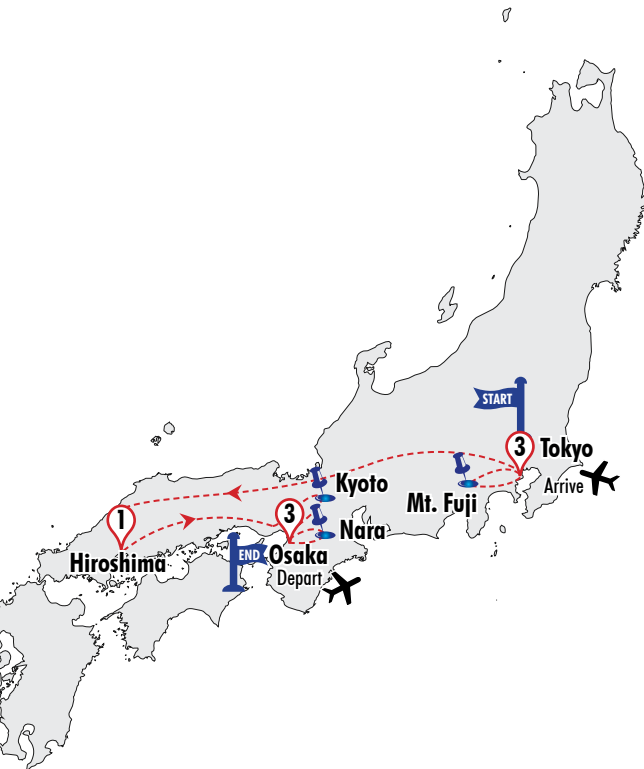 START
3
Tokyo
Arrive
Mt. Fuji
Kyoto
Nara
3
Osaka
Depart
END
1
Hiroshima